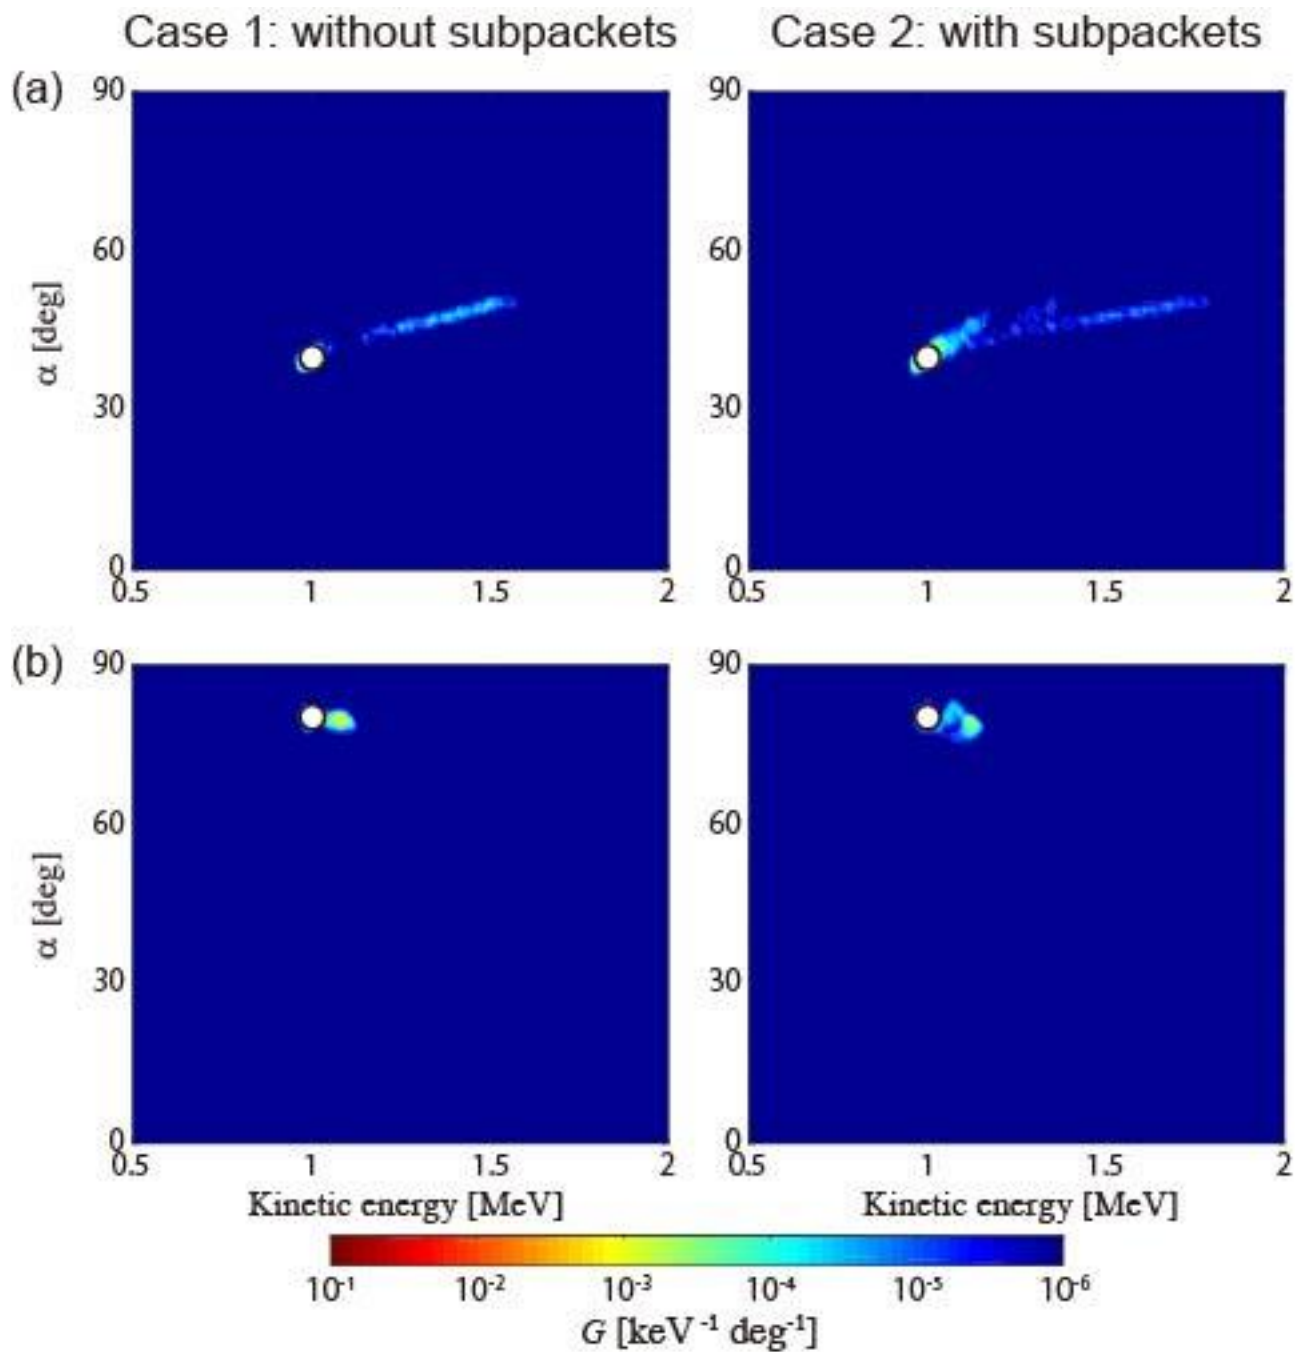 Case 1: without subpackets
Case 2: with subpackets
(a)
90
60
30
0
α [deg]
0.5 1 1.5 2
90
60
30
0
0.5 1 1.5 2
(b)
90
60
30
0
α [deg]
0.5 1 1.5 2
Kinetic energy [MeV]
90
60
30
0
0.5 1 1.5 2
Kinetic energy [MeV]
10⁻¹ 10⁻² 10⁻³ 10⁻⁴ 10⁻⁵ 10⁻⁶
G [keV⁻¹ deg⁻¹]